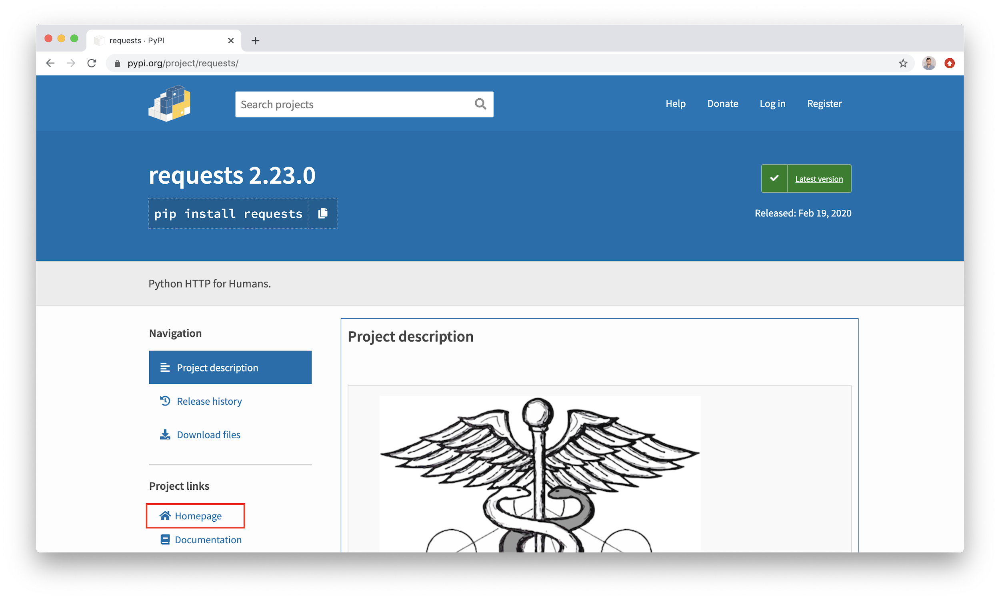 requests · PyPI
pypi.org/project/requests/
Search projects
Help Donate Log in Register
requests 2.23.0
Latest version
pip install requests
Released: Feb 19, 2020
Python HTTP for Humans.
Navigation
Project description
Project description
Release history
Download files
Project links
Homepage
Documentation